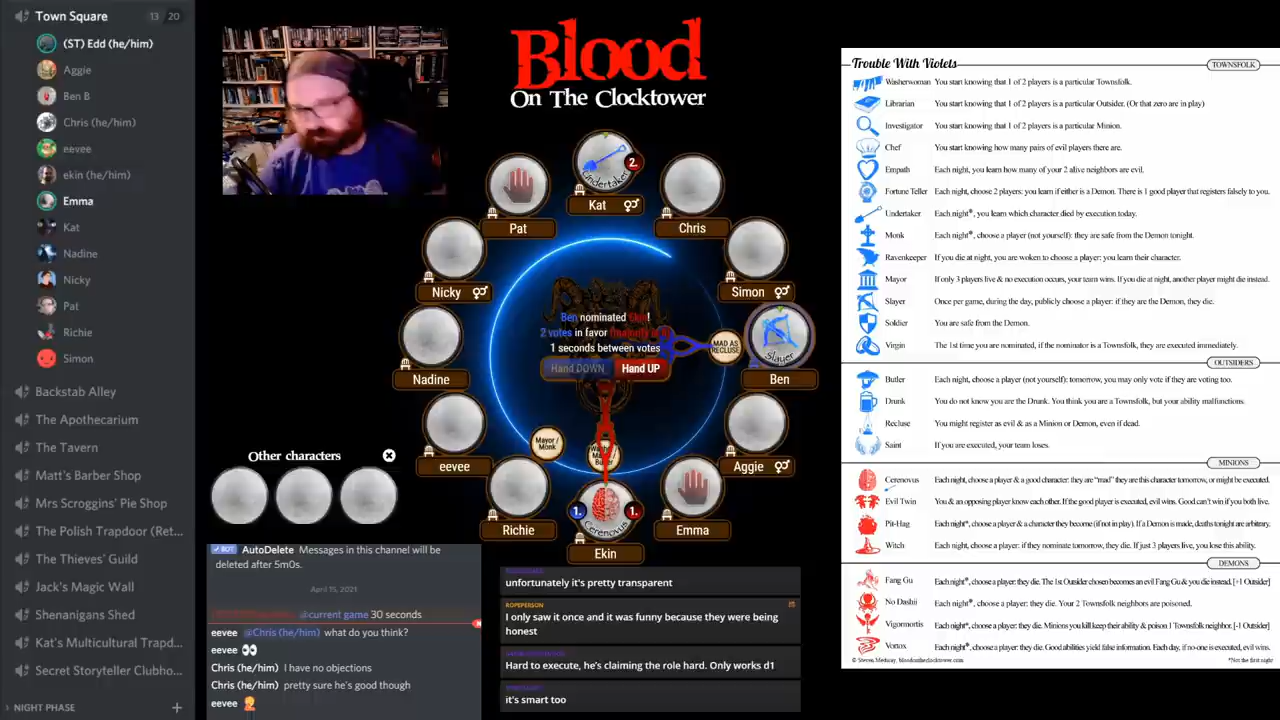 Town Square
13 / 20
(ST) Edd (he/him)
Aggie
Ben B
Chris (he/him)
eevee
ekin (he/him)
Emma
Kat
Nadine
Nicky
Pat
Richie
Simon
Backstab Alley
The Apothecarium
The Tavern
Matt's Barber Shop
Mrs Scroggin's Pie Shop
The Politisn Transport (Ret...
The Thieves' Guild
Jack's Magic Wall
Shenanigans Shed
Kat's Murder and Trapd...
Secret Storyteller Clubho...
NIGHT PHASE
Blood
On The Clocktower
Undertaker
2.
Kat
Pat
Chris
Nicky
Simon
Nadine
Slayer
Ben
MAD AS
RECLUSE
eevee
Aggie
Richie
Emma
Cerenovus
1.
1.
Ekin
Mayor /
Monk
Ben nominated Ekin!
2 votes in favor
1 seconds between votes
Hand DOWN
Hand UP
Other characters
BOT AutoDelete Messages in this channel will be
deleted after 5m0s.
April 15, 2021
@current game 30 seconds
eevee @Chris (he/him) what do you think?
eevee
Chris (he/him) I have no objections
Chris (he/him) pretty sure he's good though
eevee
unfortunately it's pretty transparent
ROPEPERSON
I only saw it once and it was funny because they were being
honest
Hard to execute, he's claiming the role hard. Only works d1
it's smart too
Trouble With Violets
TOWNSFOLK
Washerwoman You start knowing that 1 of 2 players is a particular Townsfolk.
Librarian You start knowing that 1 of 2 players is a particular Outsider. (Or that zero are in play)
Investigator You start knowing that 1 of 2 players is a particular Minion.
Chef You start knowing how many pairs of evil players there are.
Empath Each night, you learn how many of your 2 alive neighbors are evil.
Fortune Teller Each night, choose 2 players: you learn if either is a Demon. There is 1 good player that registers falsely to you.
Undertaker Each night*, you learn which character died by execution today.
Monk Each night*, choose a player (not yourself): they are safe from the Demon tonight.
Ravenkeeper If you die at night, you are woken to choose a player: you learn their character.
Mayor If only 3 players live & no execution occurs, your team wins. If you die at night, another player might die instead.
Slayer Once per game, during the day, publicly choose a player: if they are the Demon, they die.
Soldier You are safe from the Demon.
Virgin The 1st time you are nominated, if the nominator is a Townsfolk, they are executed immediately.
OUTSIDERS
Butler Each night, choose a player (not yourself): tomorrow, you may only vote if they are voting too.
Drunk You do not know you are the Drunk. You think you are a Townsfolk, but your ability malfunctions.
Recluse You might register as evil & as a Minion or Demon, even if dead.
Saint If you are executed, your team loses.
MINIONS
Cerenovus Each night, choose a player & a good character: they are "mad" they are this character tomorrow, or might be executed.
Evil Twin You & an opposing player know each other. If the good player is executed, evil wins. Good can't win if you both live.
Pit-Hag Each night*, choose a player & a character they become (if not in play). If a Demon is made, deaths tonight are arbitrary.
Witch Each night, choose a player: if they nominate tomorrow, they die. If just 3 players live, you lose this ability.
DEMONS
Fang Gu Each night*, choose a player: they die. The 1st Outsider chosen becomes an evil Fang Gu & you die instead. [+1 Outsider]
No Dashii Each night*, choose a player: they die. Your 2 Townsfolk neighbors are poisoned.
Vigormortis Each night*, choose a player: they die. Minions you kill keep their ability & poison 1 Townsfolk neighbor. [-1 Outsider]
Vortox Each night*, choose a player: they die. Good abilities yield false information. Each day, if no-one is executed, evil wins.
© Steven Medway, bloodontheclocktower.com
*Not the first night